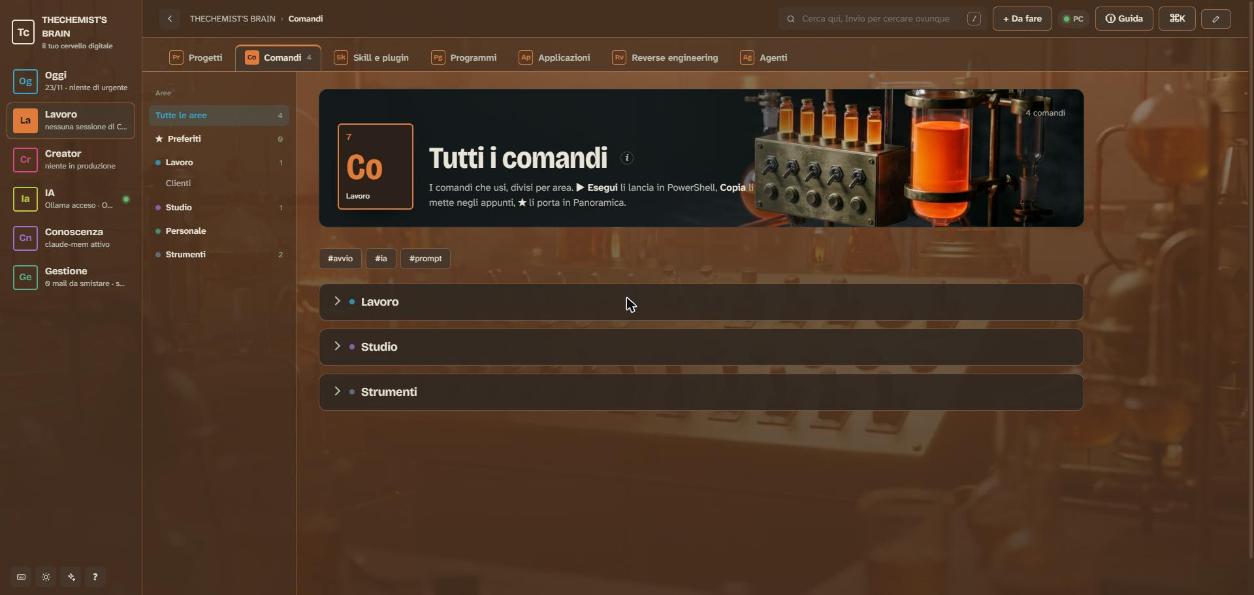 Tc
THECHEMIST'S
BRAIN
Il tuo cervello digitale
Og
Oggi
23/11 · niente di urgente
La
Lavoro
nessuna sessione di C...
Cr
Creator
niente in produzione
Ia
IA
Ollama acceso · O...
Cn
Conoscenza
claude-mem attivo
Ge
Gestione
0 mail da smistare · s...
?
THECHEMIST'S BRAIN › Comandi
Cerca qui, Invio per cercare ovunque /
+ Da fare
PC
Guida
⌘K
Pr Progetti
Co Comandi 4
Sk Skill e plugin
Pg Programmi
Ap Applicazioni
Rv Reverse engineering
Ag Agenti
Aree
Tutte le aree 4
★ Preferiti 0
Lavoro 1
Clienti
Studio 1
Personale
Strumenti 2
7
Co
Lavoro
Tutti i comandi i
I comandi che usi, divisi per area. ▶ Esegui li lancia in PowerShell, Copia li
mette negli appunti, ★ li porta in Panoramica.
4 comandi
#avvio #ia #prompt
Lavoro
Studio
Strumenti